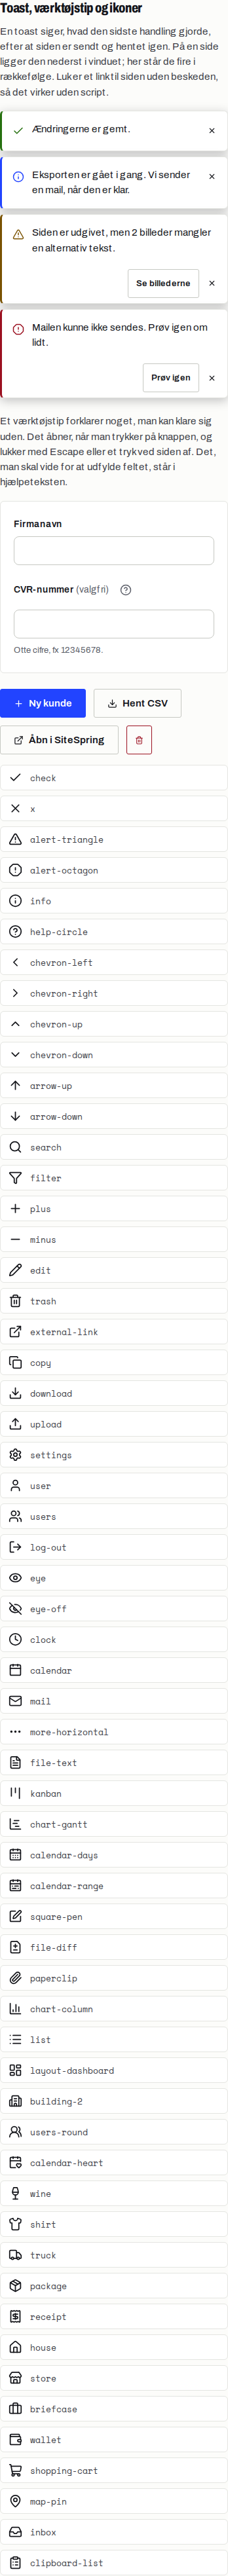 Toast, værktøjstip og ikoner
En toast siger, hvad den sidste handling gjorde,
efter at siden er sendt og hentet igen. På en side
ligger den nederst i vinduet; her står de fire i
rækkefølge. Luk er et link til siden uden beskeden,
så det virker uden script.
Ændringerne er gemt.
Eksporten er gået i gang. Vi sender
en mail, når den er klar.
Siden er udgivet, men 2 billeder mangler
en alternativ tekst.
Se billederne
Mailen kunne ikke sendes. Prøv igen om
lidt.
Prøv igen
Et værktøjstip forklarer noget, man kan klare sig
uden. Det åbner, når man trykker på knappen, og
lukker med Escape eller et tryk ved siden af. Det,
man skal vide for at udfylde feltet, står i
hjælpeteksten.
Firmanavn
CVR-nummer (valgfri)
Otte cifre, fx 12345678.
Ny kunde
Hent CSV
Åbn i SiteSpring
check
x
alert-triangle
alert-octagon
info
help-circle
chevron-left
chevron-right
chevron-up
chevron-down
arrow-up
arrow-down
search
filter
plus
minus
edit
trash
external-link
copy
download
upload
settings
user
users
log-out
eye
eye-off
clock
calendar
mail
more-horizontal
file-text
kanban
chart-gantt
calendar-days
calendar-range
square-pen
file-diff
paperclip
chart-column
list
layout-dashboard
building-2
users-round
calendar-heart
wine
shirt
truck
package
receipt
house
store
briefcase
wallet
shopping-cart
map-pin
inbox
clipboard-list